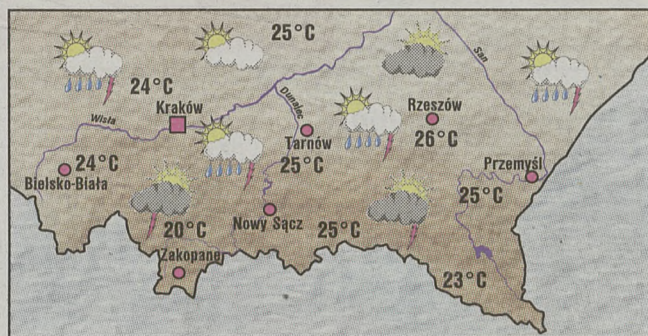 25°C
24°C
Kraków
Wisła
Dunajec
San
Rzeszów
26°C
Tarnów
25°C
24°C
Bielsko-Biała
Przemyśl
25°C
20°C
Nowy Sącz
25°C
Zakopane
23°C